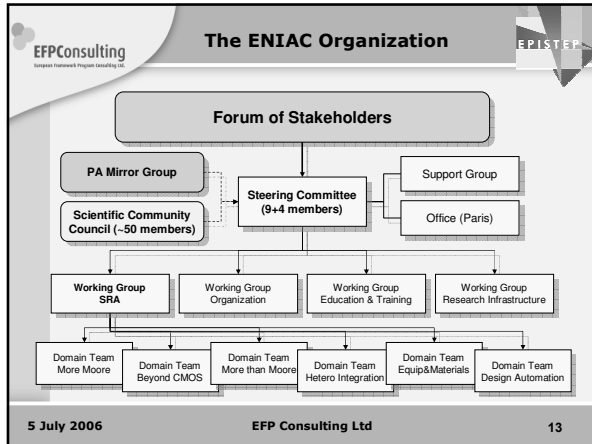 EFPConsulting
European Framework Program Consulting Ltd.
The ENIAC Organization
EPISTEP
Forum of Stakeholders
PA Mirror Group
Scientific Community
Council (~50 members)
Steering Committee
(9+4 members)
Support Group
Office (Paris)
Working Group
SRA
Working Group
Organization
Working Group
Education & Training
Working Group
Research Infrastructure
Domain Team
More Moore
Domain Team
Beyond CMOS
Domain Team
More than Moore
Domain Team
Hetero Integration
Domain Team
Equip&Materials
Domain Team
Design Automation
5 July 2006
EFP Consulting Ltd
13